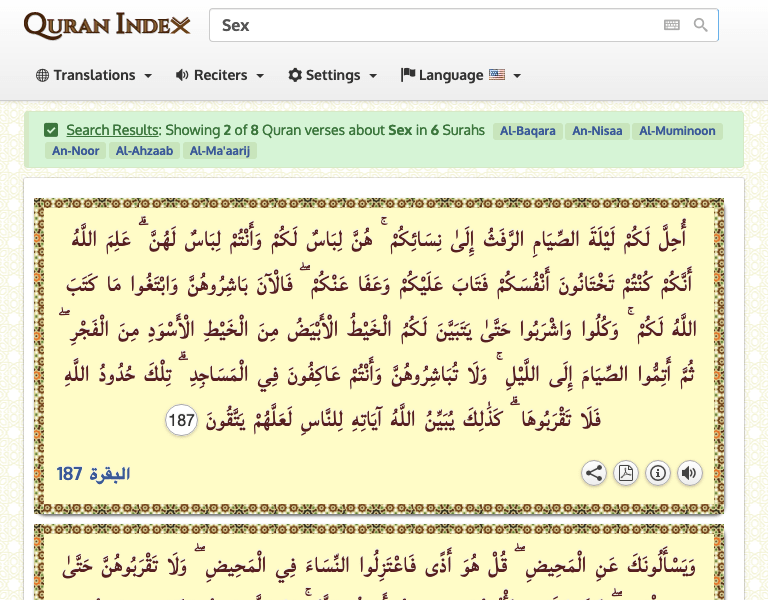 QURAN INDEX
Sex
Translations
Reciters
Settings
Language
Search Results: Showing 2 of 8 Quran verses about Sex in 6 Surahs Al-Baqara An-Nisaa Al-Muminoon
An-Noor Al-Ahzaab Al-Ma'aarij
أُحِلَّ لَكُمْ لَيْلَةَ الصِّيَامِ الرَّفَثُ إِلَىٰ نِسَائِكُمْ ۚ هُنَّ لِبَاسٌ لَكُمْ وَأَنْتُمْ لِبَاسٌ لَهُنَّ ۗ عَلِمَ اللَّهُ
أَنَّكُمْ كُنْتُمْ تَخْتَانُونَ أَنْفُسَكُمْ فَتَابَ عَلَيْكُمْ وَعَفَا عَنْكُمْ ۖ فَالْآنَ بَاشِرُوهُنَّ وَابْتَغُوا مَا كَتَبَ
اللَّهُ لَكُمْ ۚ وَكُلُوا وَاشْرَبُوا حَتَّىٰ يَتَبَيَّنَ لَكُمُ الْخَيْطُ الْأَبْيَضُ مِنَ الْخَيْطِ الْأَسْوَدِ مِنَ الْفَجْرِ ۖ
ثُمَّ أَتِمُّوا الصِّيَامَ إِلَى اللَّيْلِ ۚ وَلَا تُبَاشِرُوهُنَّ وَأَنْتُمْ عَاكِفُونَ فِي الْمَسَاجِدِ ۗ تِلْكَ حُدُودُ اللَّهِ
فَلَا تَقْرَبُوهَا ۗ كَذَٰلِكَ يُبَيِّنُ اللَّهُ آيَاتِهِ لِلنَّاسِ لَعَلَّهُمْ يَتَّقُونَ 187
البقرة 187
وَيَسْأَلُونَكَ عَنِ الْمَحِيضِ ۖ قُلْ هُوَ أَذًى فَاعْتَزِلُوا النِّسَاءَ فِي الْمَحِيضِ ۖ وَلَا تَقْرَبُوهُنَّ حَتَّىٰ